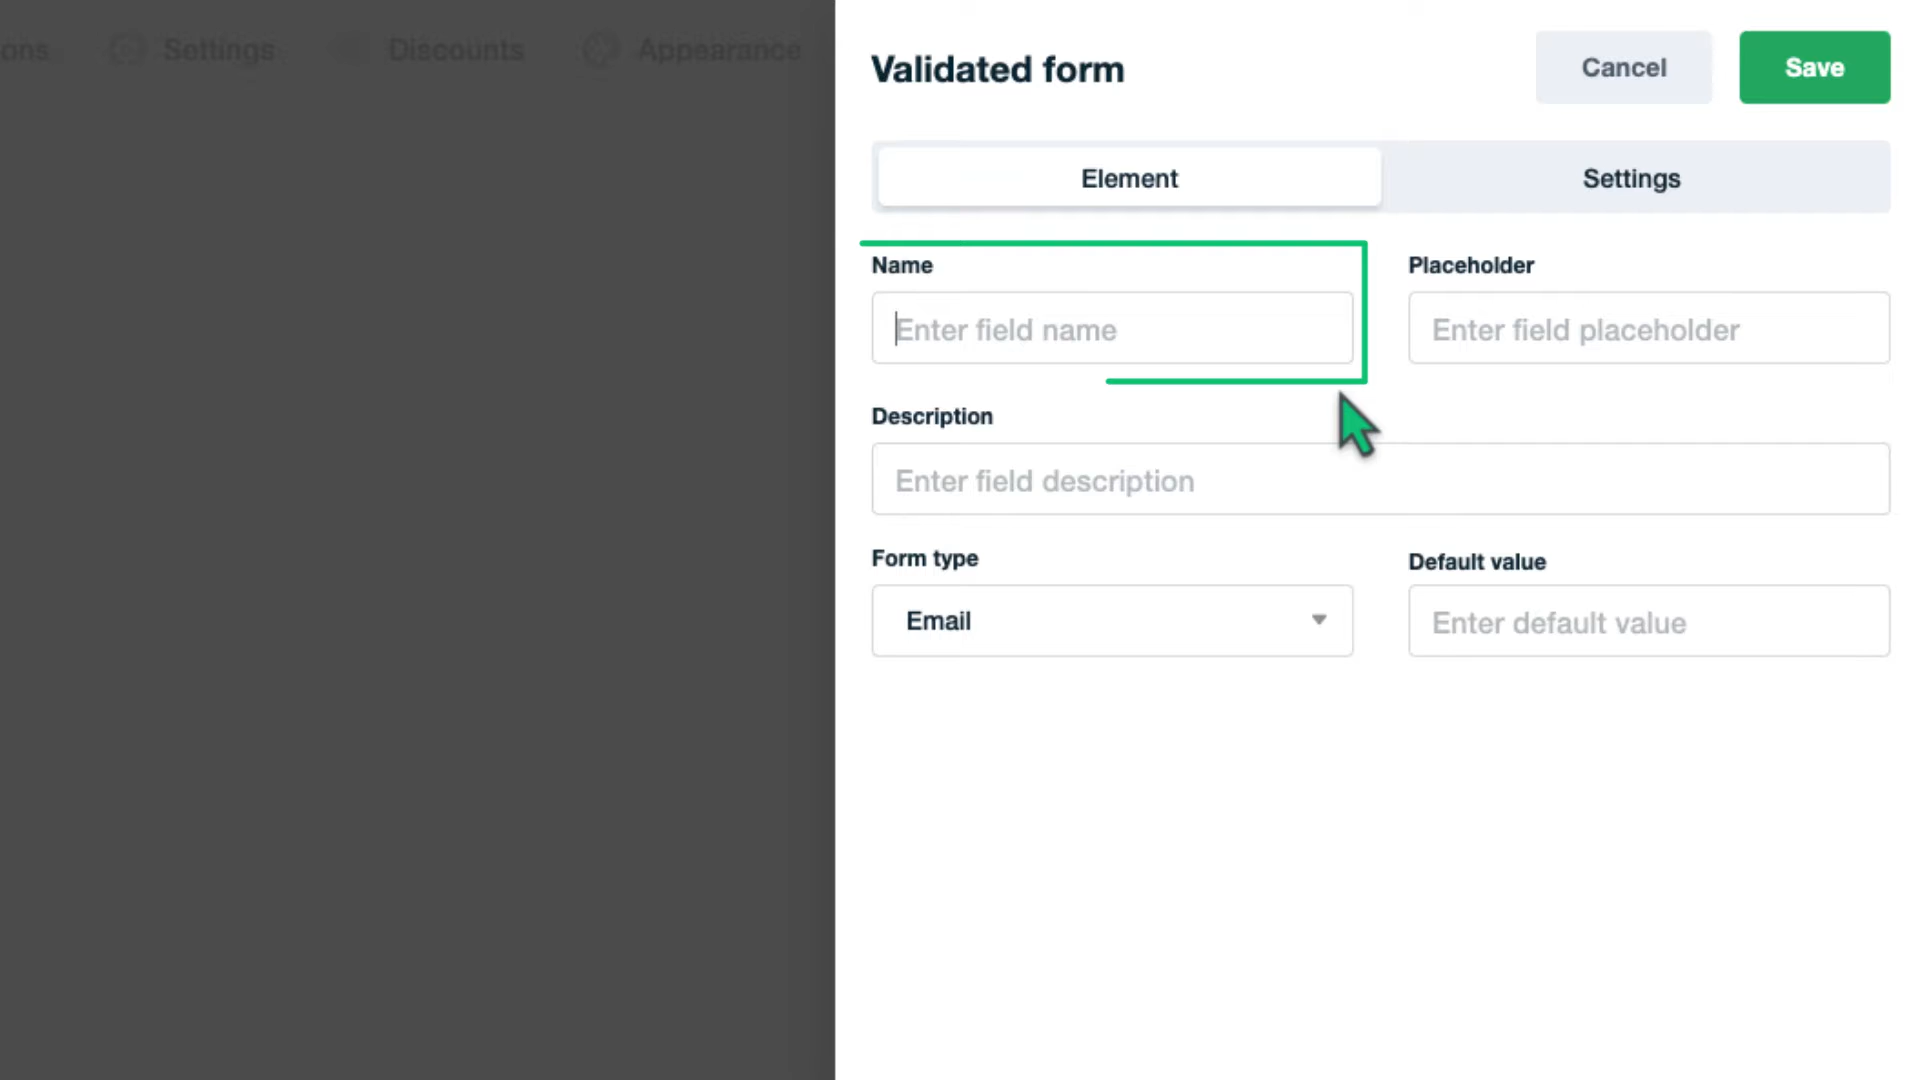 ons Settings Discounts Appearance
Validated form
Cancel
Save
Element
Settings
Name
Placeholder
Enter field name
Enter field placeholder
Description
Enter field description
Form type
Default value
Email
Enter default value